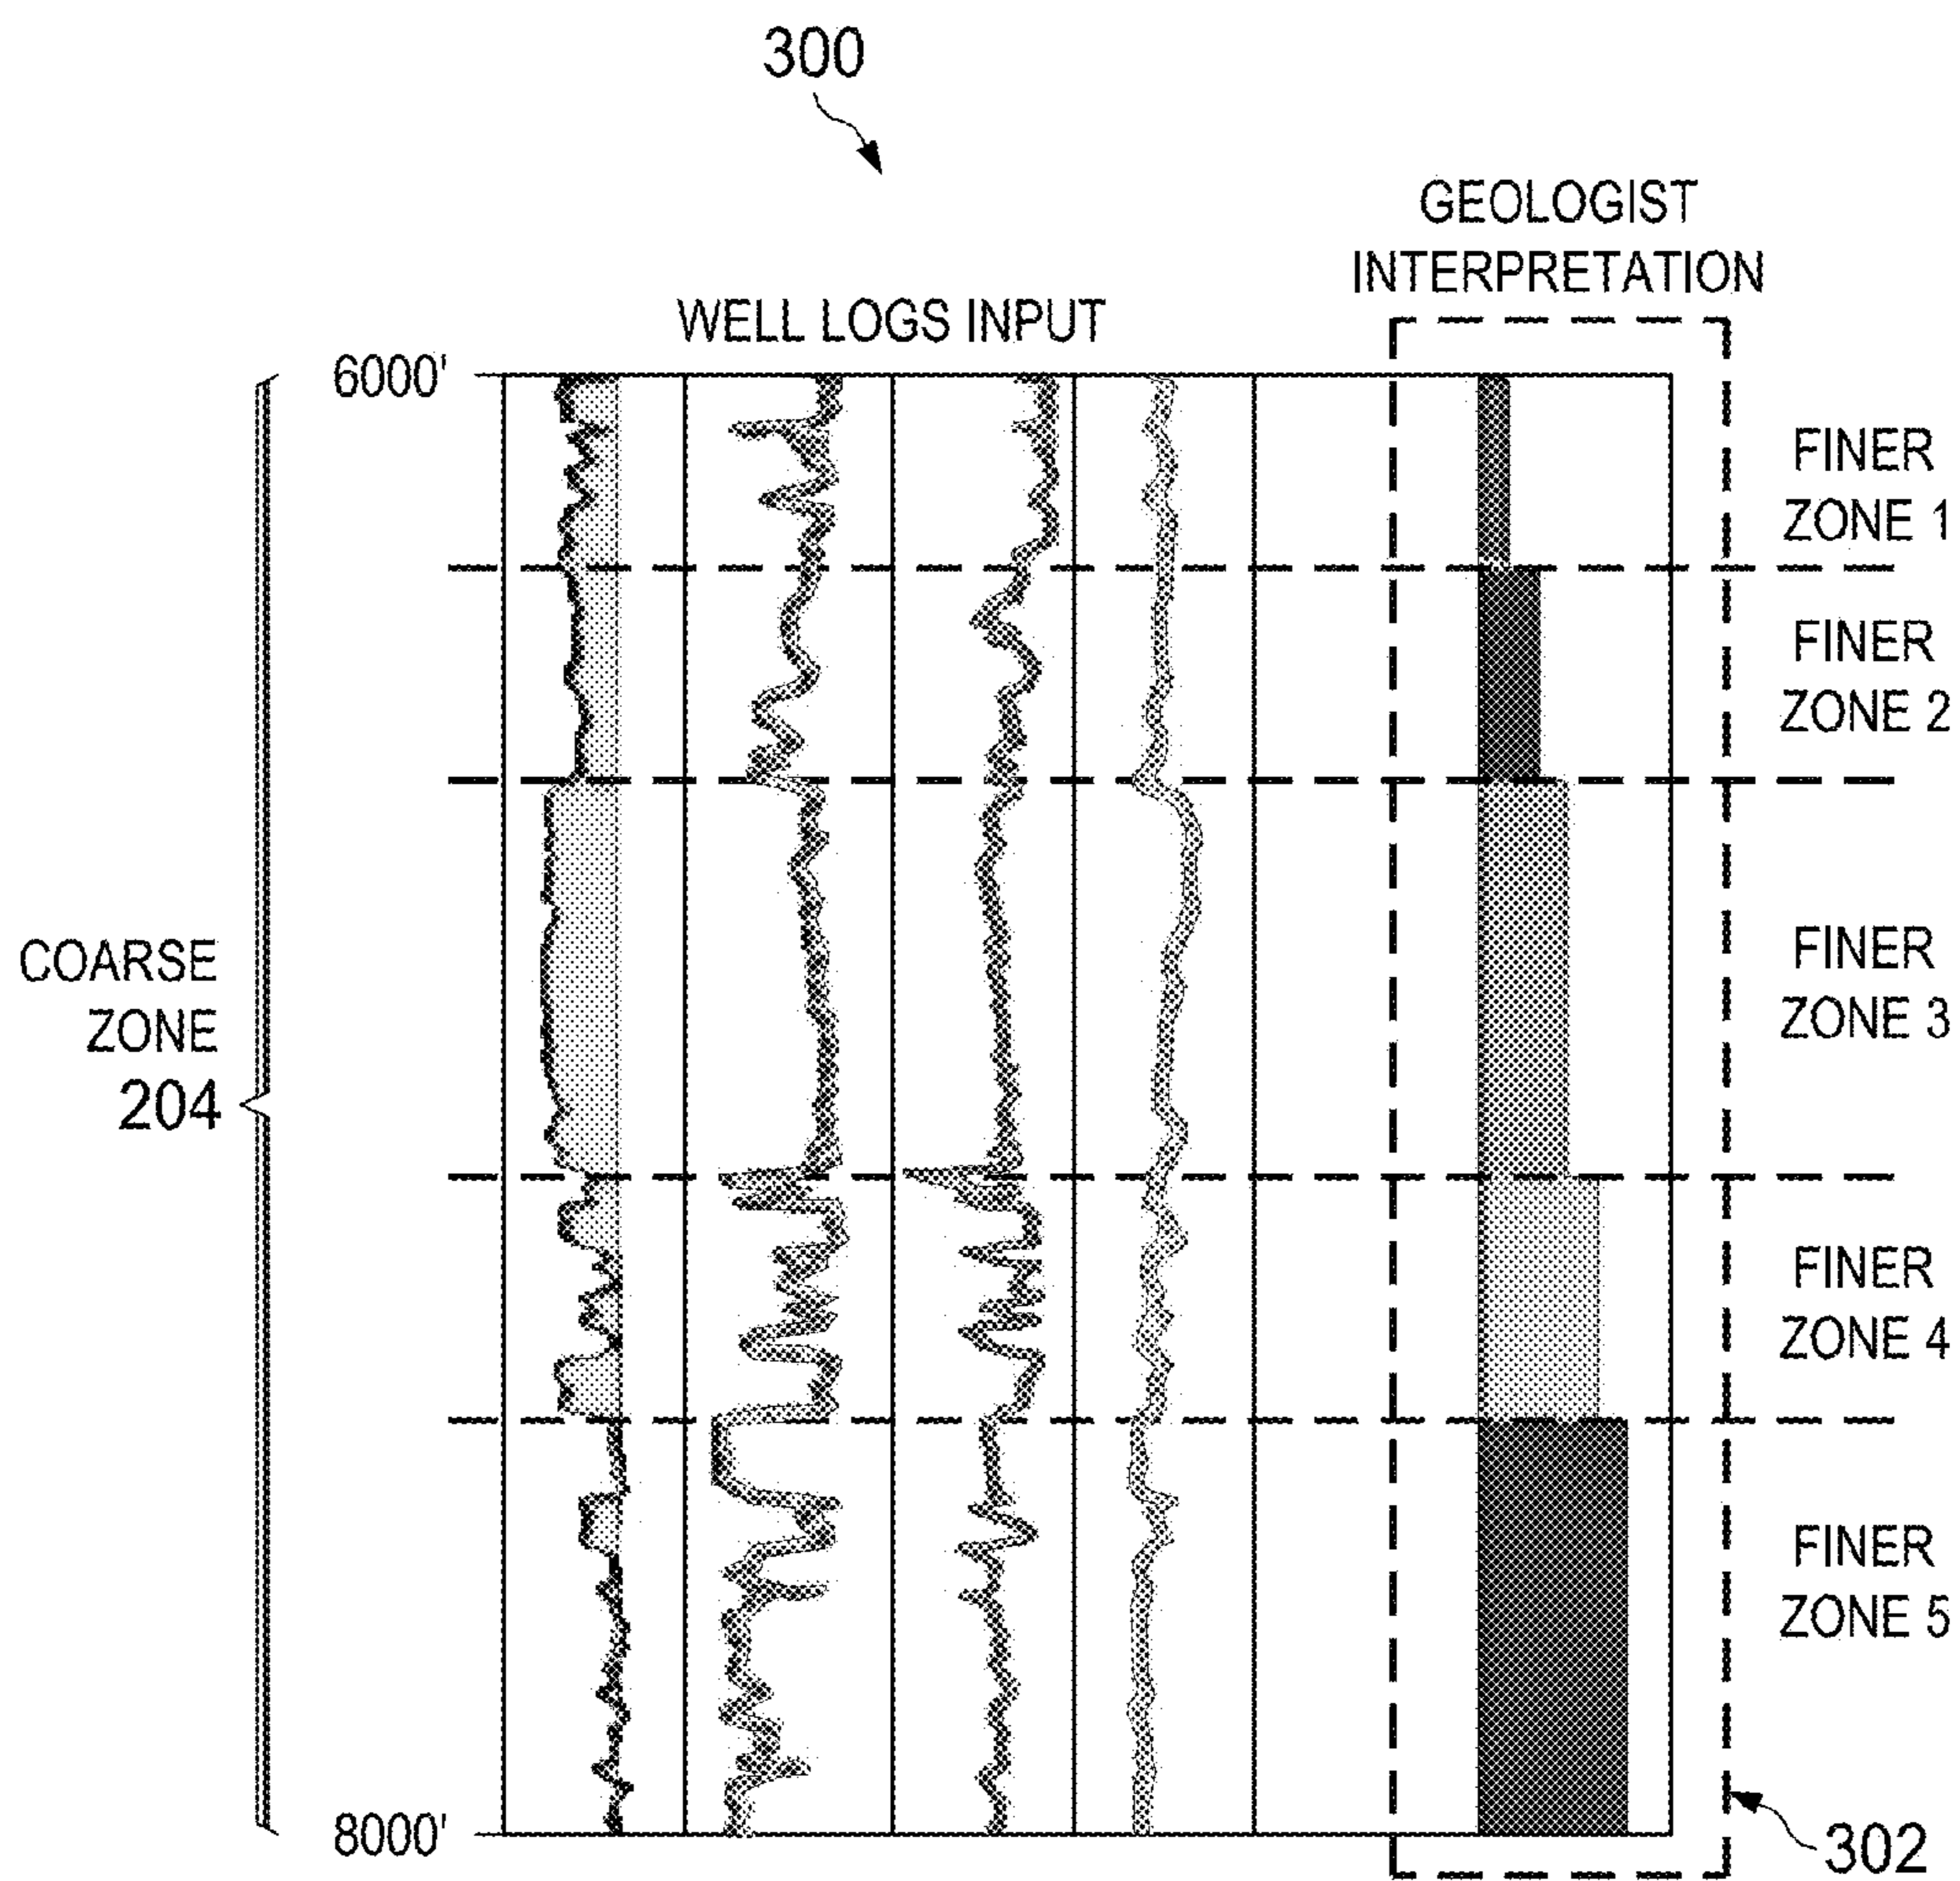 300
GEOLOGIST
INTERPRETATION
WELL LOGS INPUT
6000'
FINER
ZONE 1
FINER
ZONE 2
COARSE
ZONE
204
FINER
ZONE 3
FINER
ZONE 4
FINER
ZONE 5
8000'
302